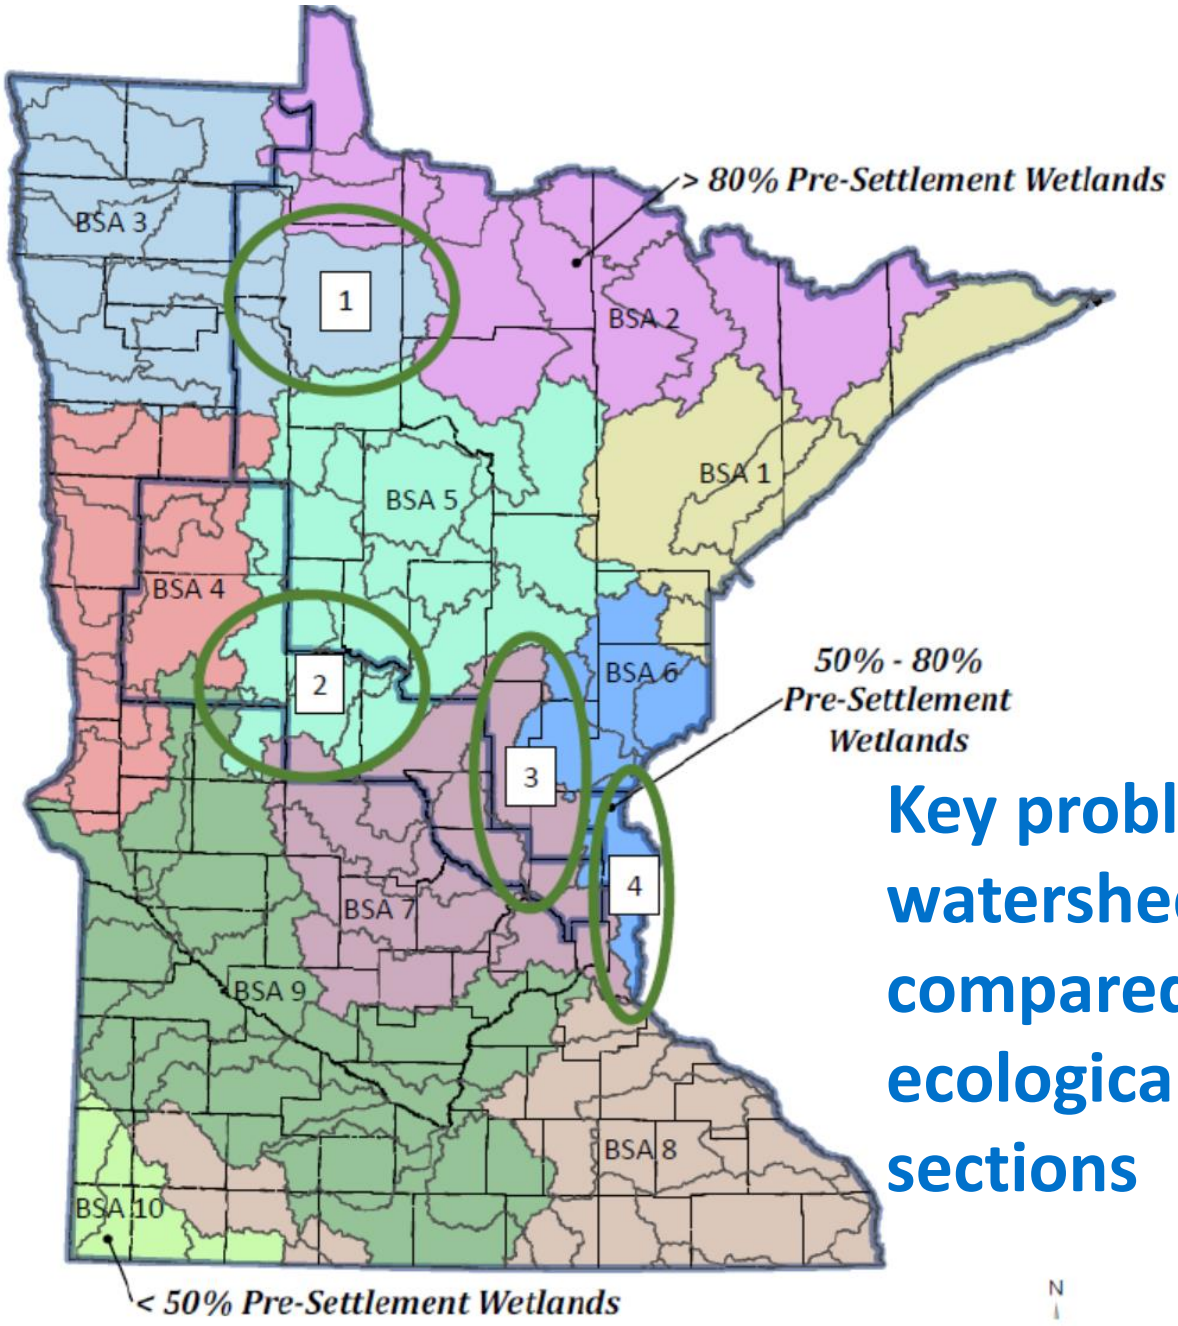 > 80% Pre-Settlement Wetlands
BSA 3
1
BSA 2
BSA 1
BSA 5
BSA 4
50% - 80%
Pre-Settlement
Wetlands
BSA 6
2
3
4
Key probl
watershe
compared
ecologica
sections
BSA 7
BSA 9
BSA 8
BSA 10
< 50% Pre-Settlement Wetlands
N